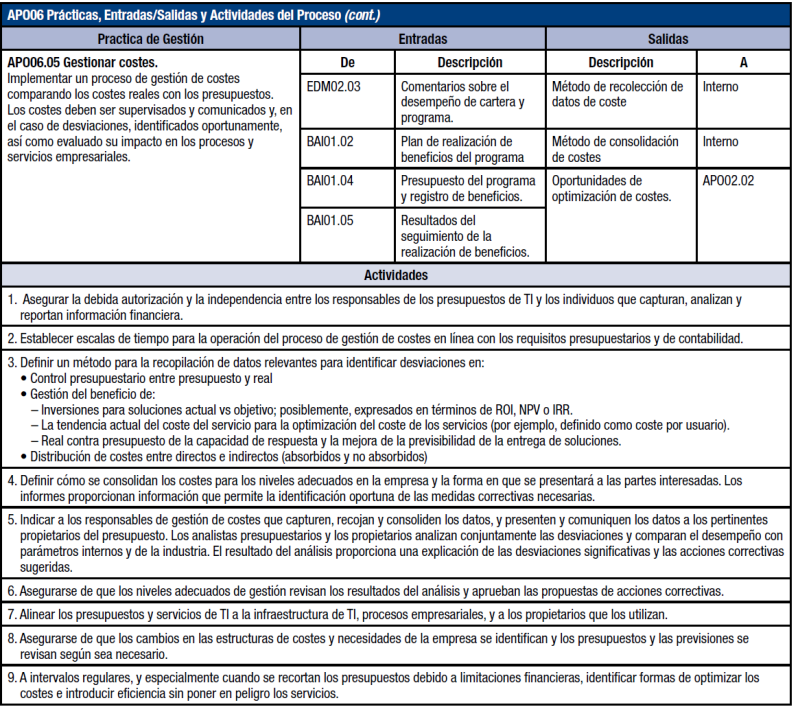 APO06 Prácticas, Entradas/Salidas y Actividades del Proceso (cont.)
Practica de Gestión
Entradas
Salidas
APO06.05 Gestionar costes.
Implementar un proceso de gestión de costes
comparando los costes reales con los presupuestos.
Los costes deben ser supervisados y comunicados y, en
el caso de desviaciones, identificados oportunamente,
así como evaluado su impacto en los procesos y
servicios empresariales.
De
Descripción
Descripción
A
EDM02.03
Comentarios sobre el
desempeño de cartera y
programa.
Método de recolección de
datos de coste
Interno
BAI01.02
Plan de realización de
beneficios del programa
Método de consolidación
de costes
Interno
BAI01.04
Presupuesto del programa
y registro de beneficios.
Oportunidades de
optimización de costes.
APO02.02
BAI01.05
Resultados del
seguimiento de la
realización de beneficios.
Actividades
1. Asegurar la debida autorización y la independencia entre los responsables de los presupuestos de TI y los individuos que capturan, analizan y
reportan información financiera.
2. Establecer escalas de tiempo para la operación del proceso de gestión de costes en línea con los requisitos presupuestarios y de contabilidad.
3. Definir un método para la recopilación de datos relevantes para identificar desviaciones en:
• Control presupuestario entre presupuesto y real
• Gestión del beneficio de:
– Inversiones para soluciones actual vs objetivo; posiblemente, expresados en términos de ROI, NPV o IRR.
– La tendencia actual del coste del servicio para la optimización del coste de los servicios (por ejemplo, definido como coste por usuario).
– Real contra presupuesto de la capacidad de respuesta y la mejora de la previsibilidad de la entrega de soluciones.
• Distribución de costes entre directos e indirectos (absorbidos y no absorbidos)
4. Definir cómo se consolidan los costes para los niveles adecuados en la empresa y la forma en que se presentará a las partes interesadas. Los
informes proporcionan información que permite la identificación oportuna de las medidas correctivas necesarias.
5. Indicar a los responsables de gestión de costes que capturen, recojan y consoliden los datos, y presenten y comuniquen los datos a los pertinentes
propietarios del presupuesto. Los analistas presupuestarios y los propietarios analizan conjuntamente las desviaciones y comparan el desempeño con
parámetros internos y de la industria. El resultado del análisis proporciona una explicación de las desviaciones significativas y las acciones correctivas
sugeridas.
6. Asegurarse de que los niveles adecuados de gestión revisan los resultados del análisis y aprueban las propuestas de acciones correctivas.
7. Alinear los presupuestos y servicios de TI a la infraestructura de TI, procesos empresariales, y a los propietarios que los utilizan.
8. Asegurarse de que los cambios en las estructuras de costes y necesidades de la empresa se identifican y los presupuestos y las previsiones se
revisan según sea necesario.
9. A intervalos regulares, y especialmente cuando se recortan los presupuestos debido a limitaciones financieras, identificar formas de optimizar los
costes e introducir eficiencia sin poner en peligro los servicios.